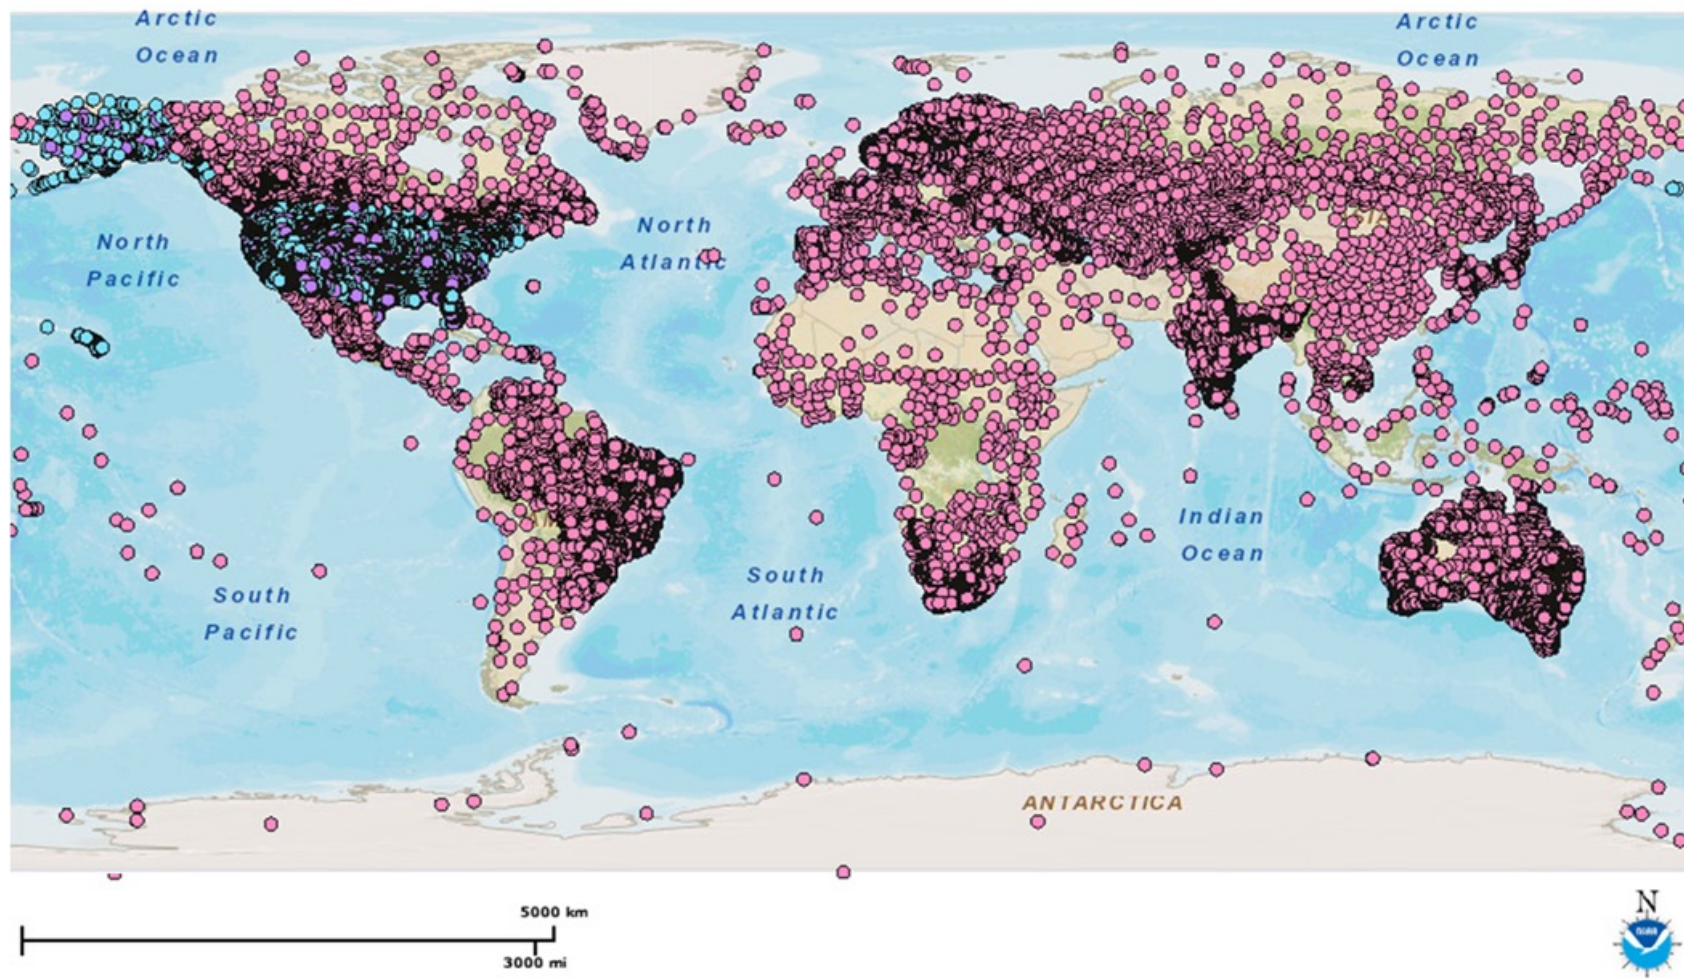 Arctic
Ocean
Arctic
Ocean
North
Pacific
North
Atlantic
South
Pacific
South
Atlantic
Indian
Ocean
ANTARCTICA
5000 km
3000 mi
N